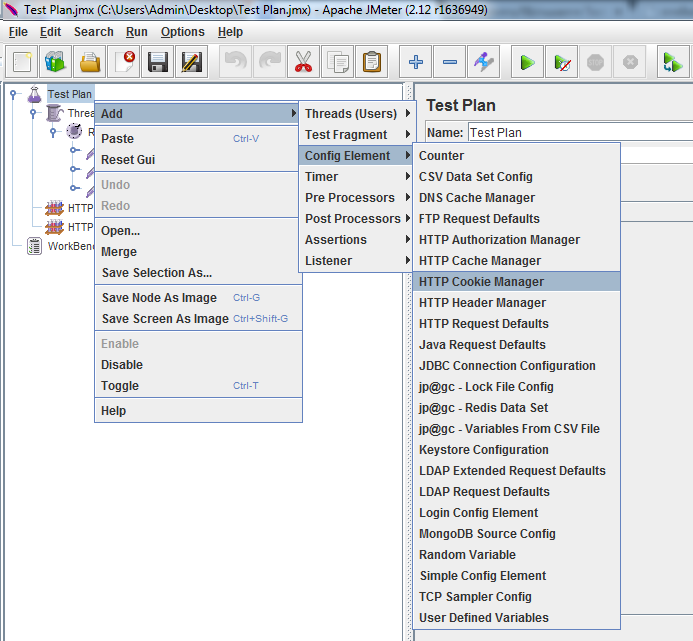 Test Plan.jmx (C:\Users\Admin\Desktop\Test Plan.jmx) - Apache JMeter (2.12 r1636949)
File Edit Search Run Options Help
Test Plan
Add
Paste Ctrl-V
Reset Gui
Undo
Redo
Open...
Merge
Save Selection As...
Save Node As Image Ctrl-G
Save Screen As Image Ctrl+Shift-G
Enable
Disable
Toggle Ctrl-T
Help
HTTP
HTTP
Threads (Users)
Test Fragment
Config Element
Timer
Pre Processors
Post Processors
Assertions
Listener
Test Plan
Name: Test Plan
Counter
CSV Data Set Config
DNS Cache Manager
FTP Request Defaults
HTTP Authorization Manager
HTTP Cache Manager
HTTP Cookie Manager
HTTP Header Manager
HTTP Request Defaults
Java Request Defaults
JDBC Connection Configuration
jp@gc - Lock File Config
jp@gc - Redis Data Set
jp@gc - Variables From CSV File
Keystore Configuration
LDAP Extended Request Defaults
LDAP Request Defaults
Login Config Element
MongoDB Source Config
Random Variable
Simple Config Element
TCP Sampler Config
User Defined Variables